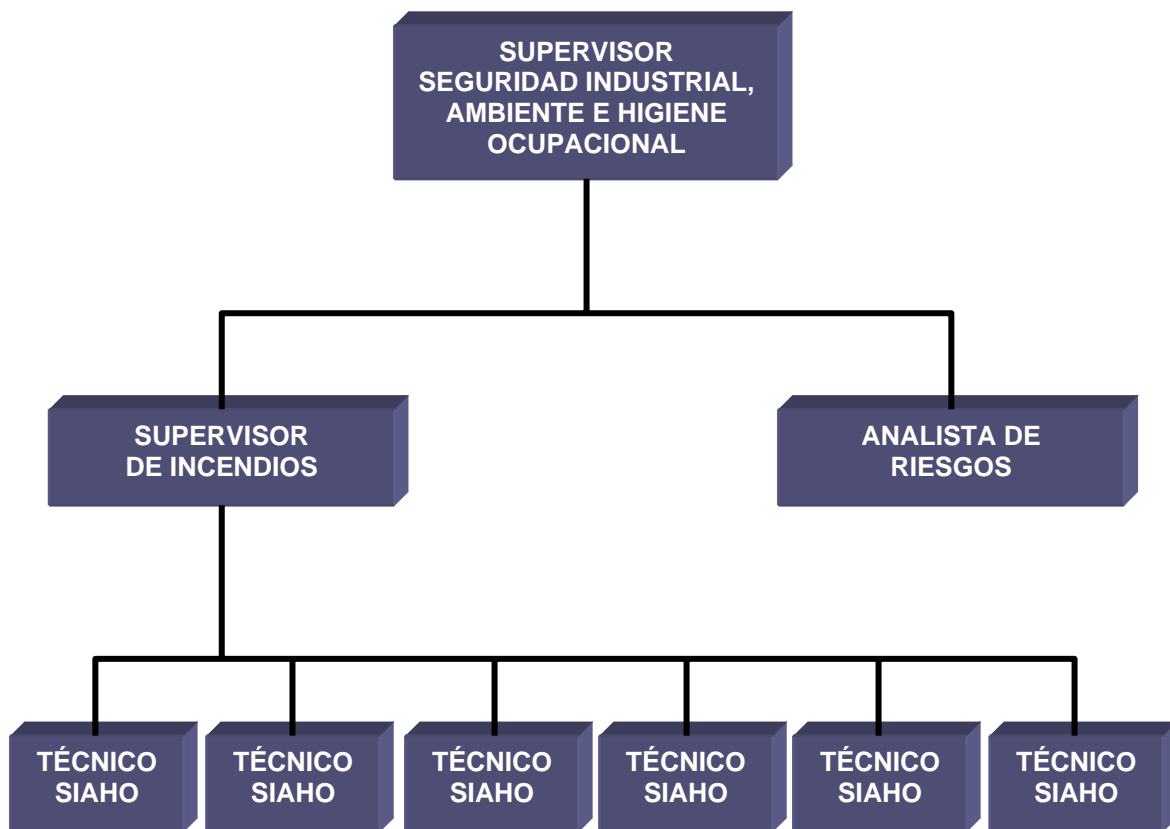 SUPERVISOR
SEGURIDAD INDUSTRIAL,
AMBIENTE E HIGIENE
OCUPACIONAL
SUPERVISOR
DE INCENDIOS
ANALISTA DE
RIESGOS
TÉCNICO
SIAHO
TÉCNICO
SIAHO
TÉCNICO
SIAHO
TÉCNICO
SIAHO
TÉCNICO
SIAHO
TÉCNICO
SIAHO